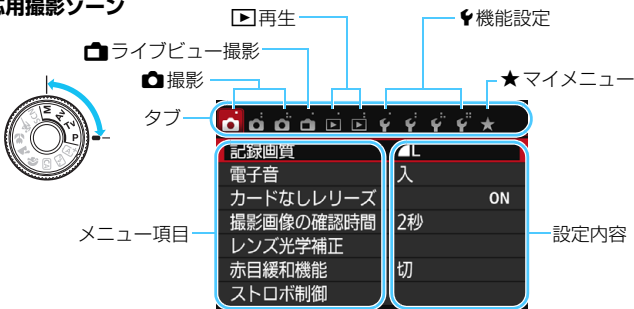 応用撮影ゾーン
再生
機能設定
ライブビュー撮影
撮影
★マイメニュー
タブ
M
Av
Tv
P
記録画質 L
電子音 入
カードなしレリーズ ON
撮影画像の確認時間 2秒
メニュー項目
設定内容
レンズ光学補正
赤目緩和機能 切
ストロボ制御